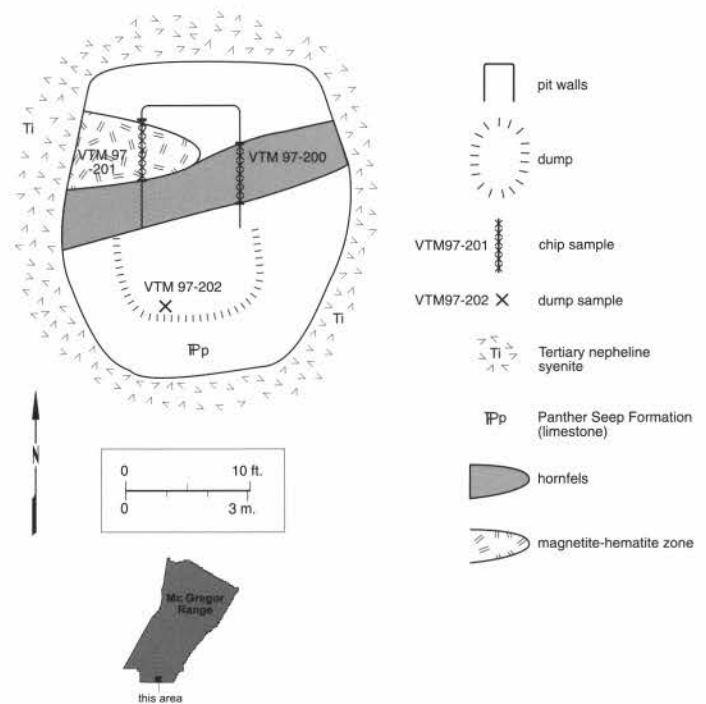 Ti
VTM 97
-201
VTM 97-200
VTM 97-202
Ti
ℙp
N
0 10 ft.
0 3 m.
Mc Gregor
Range
this area
pit walls
dump
VTM97-201 chip sample
VTM97-202 dump sample
Ti Tertiary nepheline
syenite
ℙp Panther Seep Formation
(limestone)
hornfels
magnetite-hematite zone